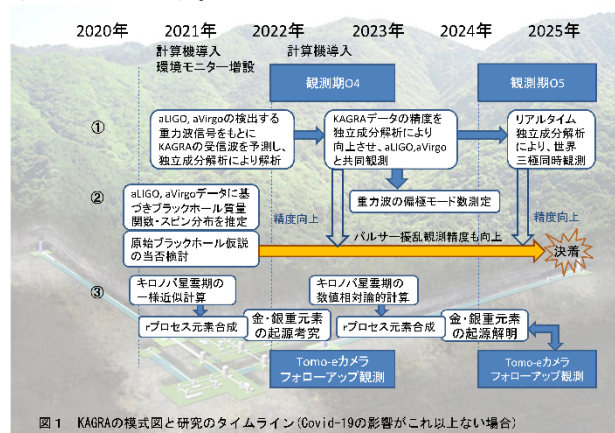 2020年 2021年 2022年 2023年 2024年 2025年
計算機導入
環境モニター増設
計算機導入
観測期O4
観測期O5
①
aLIGO, aVirgoの検出する
重力波信号をもとに
KAGRAの受信波を予測し、
独立成分解析により解析
KAGRAデータの精度を
独立成分解析により
向上させ、aLIGO,aVirgo
と共同観測
リアルタイム
独立成分解析
により、世界
三極同時観測
②
aLIGO, aVirgoデータに基
づきブラックホール質量
関数・スピン分布を推定
精度向上
重力波の偏極モード数測定
精度向上
原始ブラックホール仮説
の当否検討
パルサー擾乱観測精度も向上
決着
③
キロノバ星雲期の
一様近似計算
キロノバ星雲期の
数値相対論的計算
rプロセス元素合成
金・銀重元素
の起源考究
rプロセス元素合成
金・銀重元素
の起源解明
Tomo-eカメラ
フォローアップ観測
Tomo-eカメラ
フォローアップ観測
図1 KAGRAの模式図と研究のタイムライン(Covid-19の影響がこれ以上ない場合)